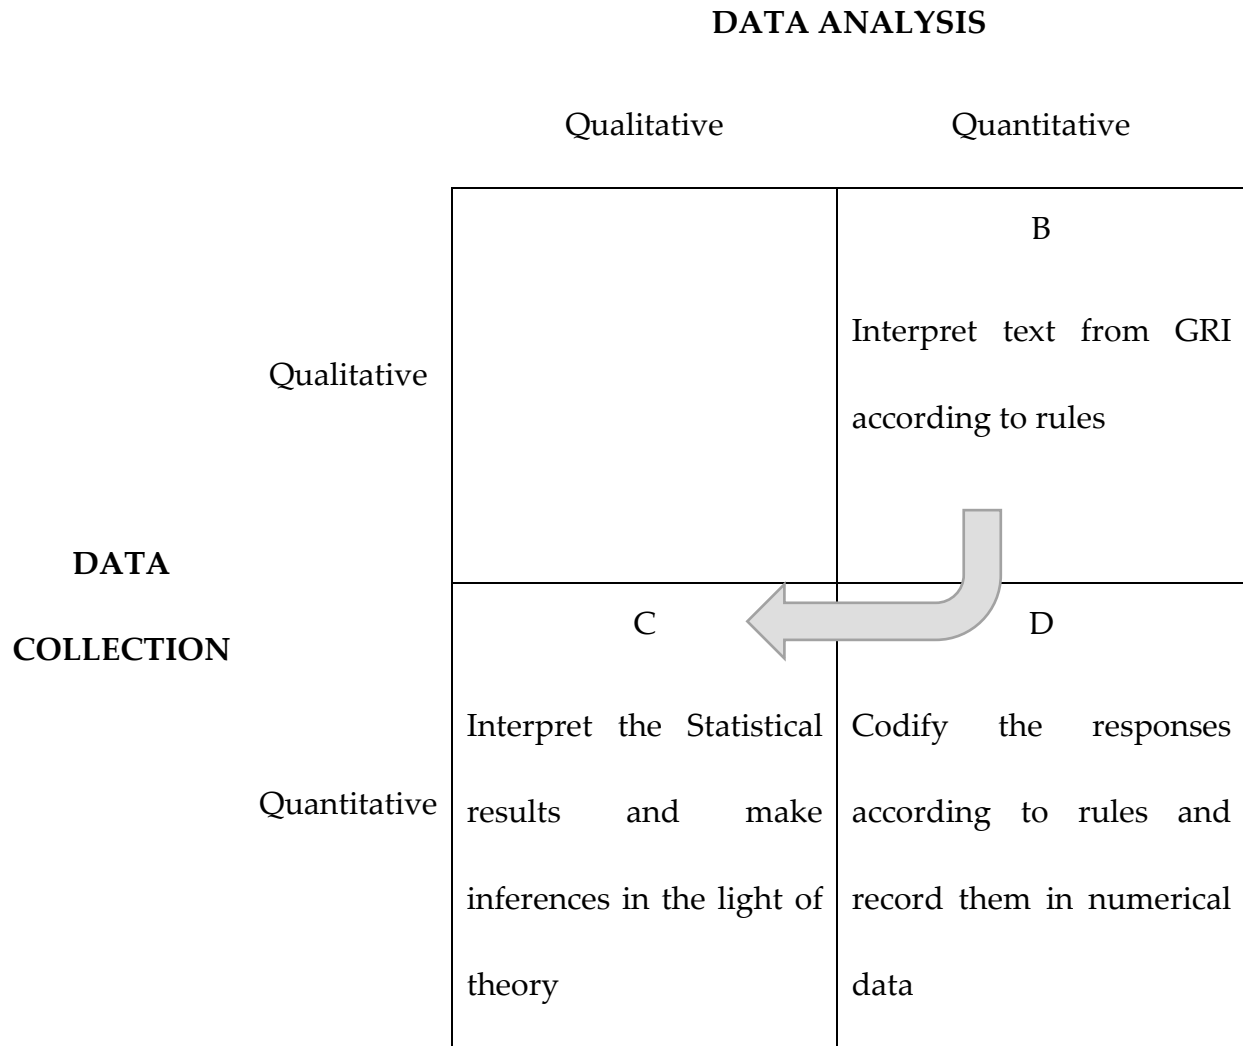 DATA ANALYSIS
Qualitative Quantitative
Qualitative
B
Interpret text from GRI
according to rules
DATA
COLLECTION
Quantitative
C
Interpret the Statistical
results and make
inferences in the light of
theory
D
Codify the responses
according to rules and
record them in numerical
data